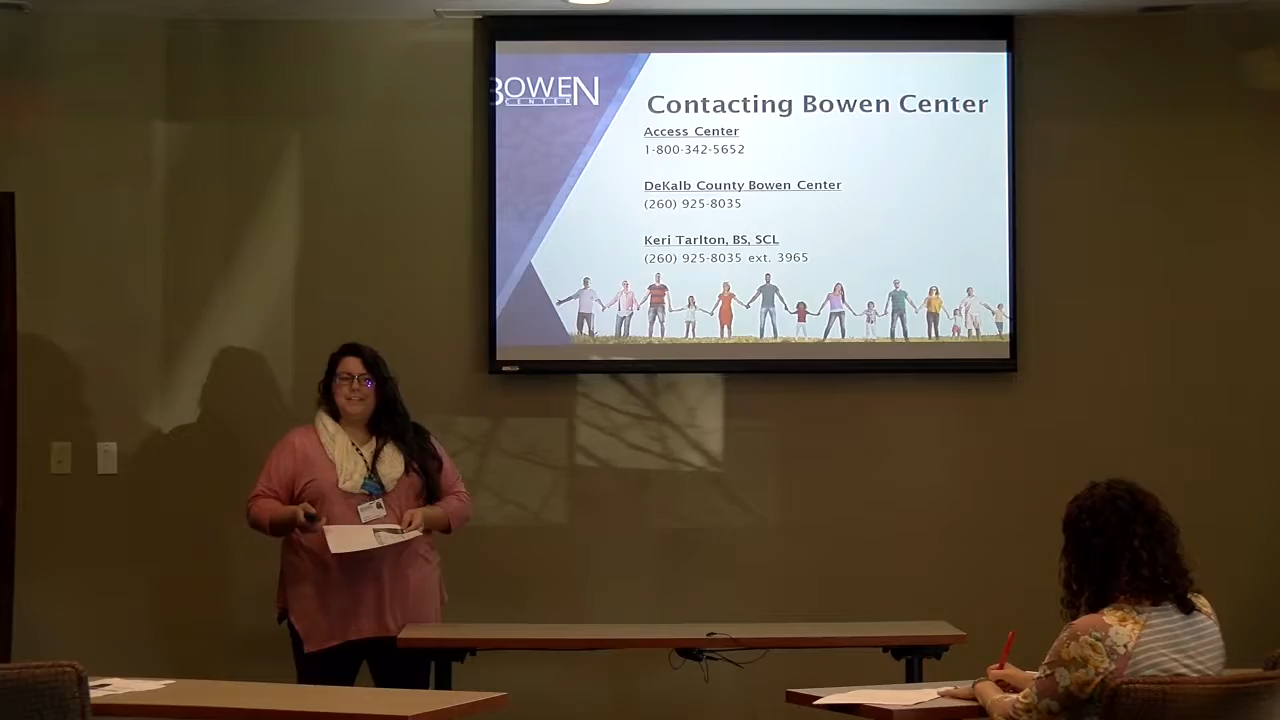 BOWEN
CENTER
Contacting Bowen Center
Access Center
1-800-342-5652
DeKalb County Bowen Center
(260) 925-8035
Keri Tarlton, BS, SCL
(260) 925-8035 ext. 3965